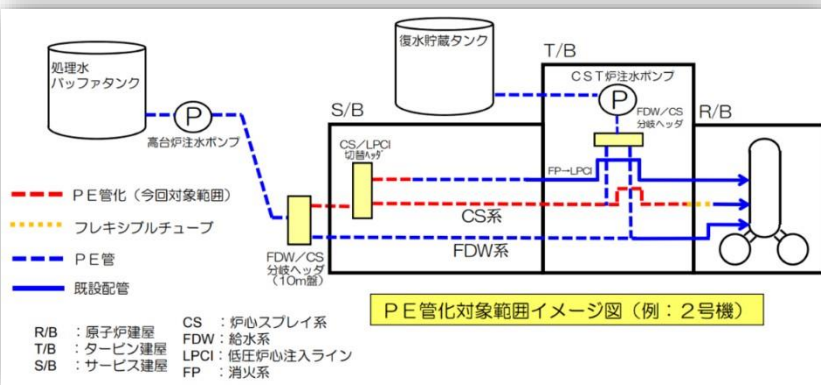 処理水
バッファタンク
P
高台炉注水ポンプ
復水貯蔵タンク
T/B
CST炉注水ポンプ
P
FDW/CS
分岐ヘッダ
R/B
S/B
CS/LPCI
切替ヘッダ
FP→LPCI
CS系
FDW系
FDW/CS
分岐ヘッダ
(10m盤)
PE管化(今回対象範囲)
フレキシブルチューブ
PE管
既設配管
PE管化対象範囲イメージ図(例:2号機)
R/B :原子炉建屋
T/B :タービン建屋
S/B :サービス建屋
CS :炉心スプレイ系
FDW:給水系
LPCI:低圧炉心注入ライン
FP :消火系